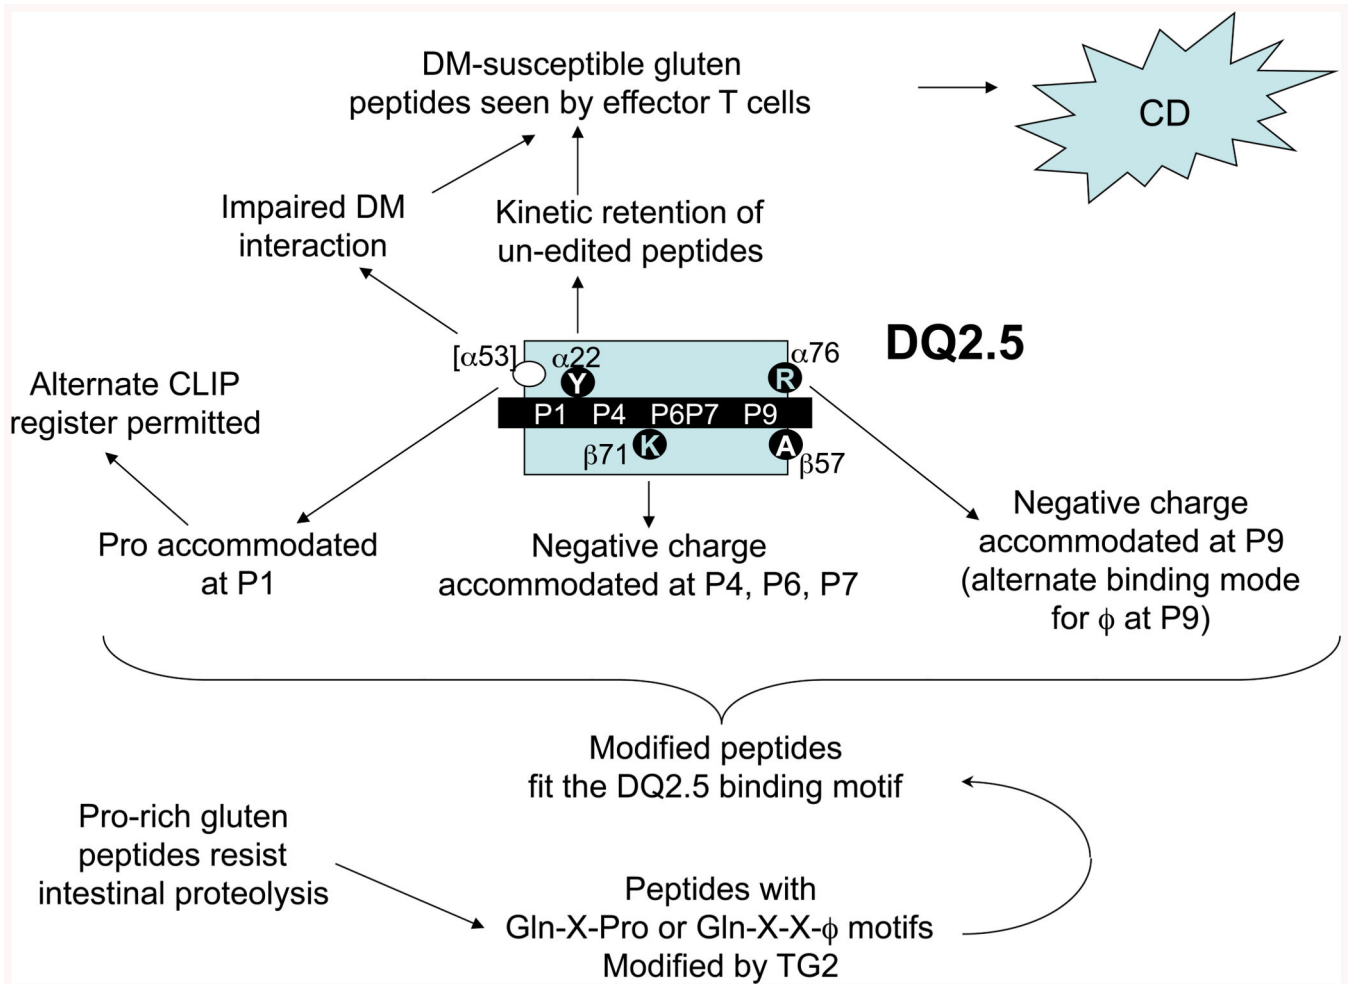 DM-susceptible gluten
peptides seen by effector T cells
CD
Impaired DM
interaction
Kinetic retention of
un-edited peptides
DQ2.5
[α53]
α22
α76
Y
R
P1 P4 P6P7 P9
K
A
β71
β57
Alternate CLIP
register permitted
Pro accommodated
at P1
Negative charge
accommodated at P4, P6, P7
Negative charge
accommodated at P9
(alternate binding mode
for ϕ at P9)
Modified peptides
fit the DQ2.5 binding motif
Pro-rich gluten
peptides resist
intestinal proteolysis
Peptides with
Gln-X-Pro or Gln-X-X-ϕ motifs
Modified by TG2